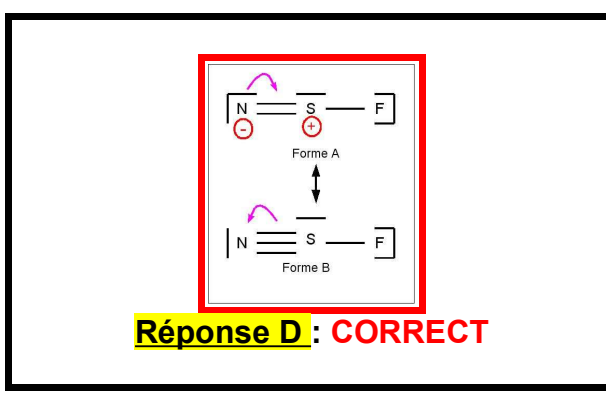 N S F
- +
Forme A
N S F
Forme B
Réponse D : CORRECT